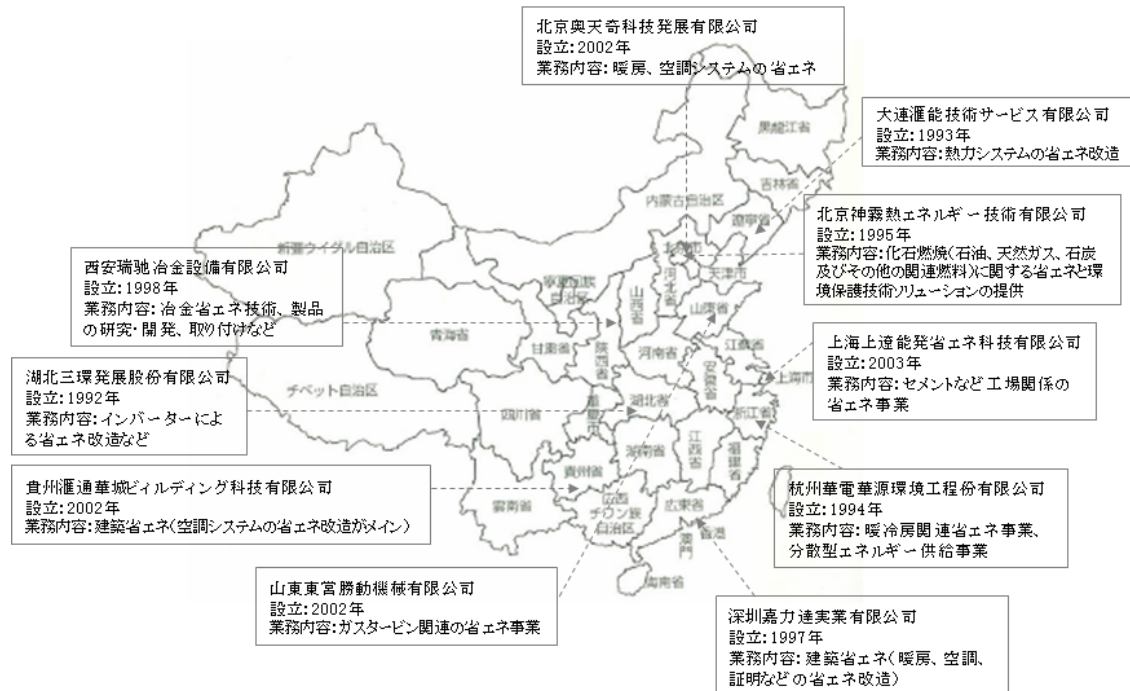 北京奥天奇科技発展有限公司
設立：2002年
業務内容：暖房、空調システムの省エネ
大連滙能技術サービス有限公司
設立：1993年
業務内容：熱力システムの省エネ改造
北京神霧熱エネルギー技術有限公司
設立：1995年
業務内容：化石燃焼（石油、天然ガス、石炭
及びその他の関連燃料）に関する省エネと環
境保護技術ソリューションの提供
西安瑞驰冶金設備有限公司
設立：1998年
業務内容：冶金省エネ技術、製品
の研究・開発、取り付けなど
上海上達能発省エネ科技有限公司
設立：2003年
業務内容：セメントなど工場関係の
省エネ事業
湖北三環発展股份有限公司
設立：1992年
業務内容：インバーターによ
る省エネ改造など
貴州滙通華城ビィルディング科技有限公司
設立：2002年
業務内容：建築省エネ（空調システムの省エネ改造がメイン）
杭州華電華源環境工程份有限公司
設立：1994年
業務内容：暖冷房関連省エネ事業、
分散型エネルギー供給事業
山東東営勝動機械有限公司
設立：2002年
業務内容：ガスタービン関連の省エネ事業
深圳嘉力達実業有限公司
設立：1997年
業務内容：建築省エネ（暖房、空調、
証明などの省エネ改造）
黒龍江省
吉林省
内蒙古自治区
遼寧省
新疆ウイグル自治区
北京市
天津市
河北省
寧夏回族
自治区
山西省
山東省
青海省
甘粛省
陝西省
河南省
江蘇省
安徽省
上海市
チベット自治区
四川省
重慶市
湖北省
浙江省
湖南省
江西省
福建省
貴州省
雲南省
広西
チワン族
自治区
広東省
香港
澳門
海南省